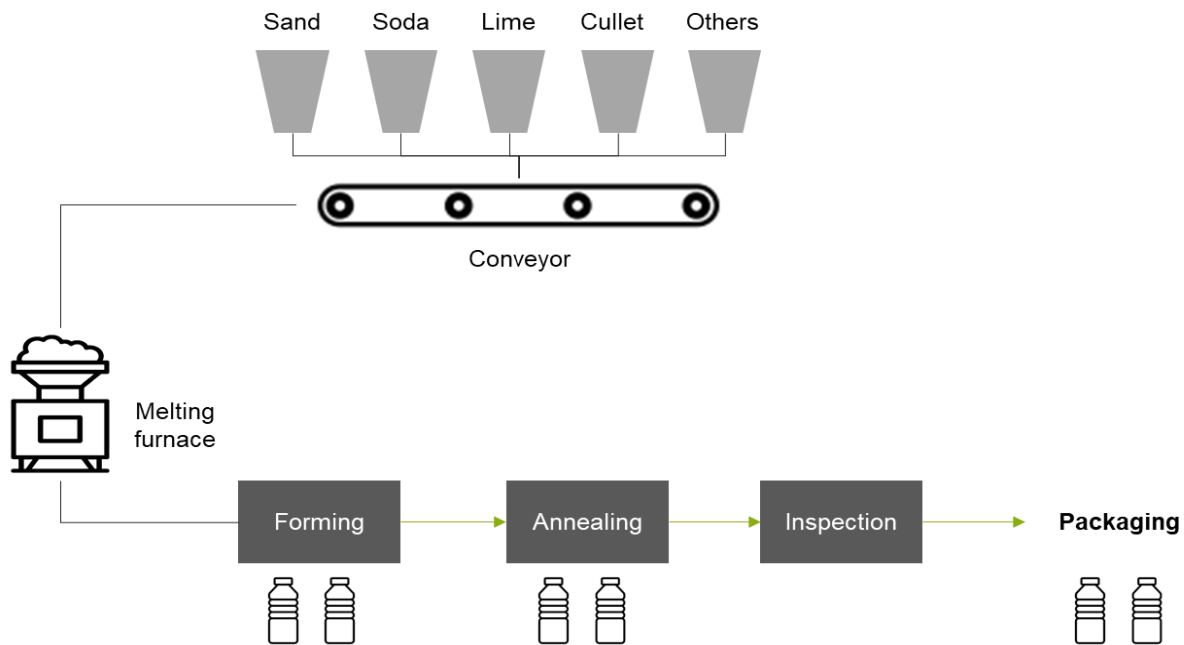 Sand
Soda
Lime
Cullet
Others
Conveyor
Melting
furnace
Forming
Annealing
Inspection
Packaging